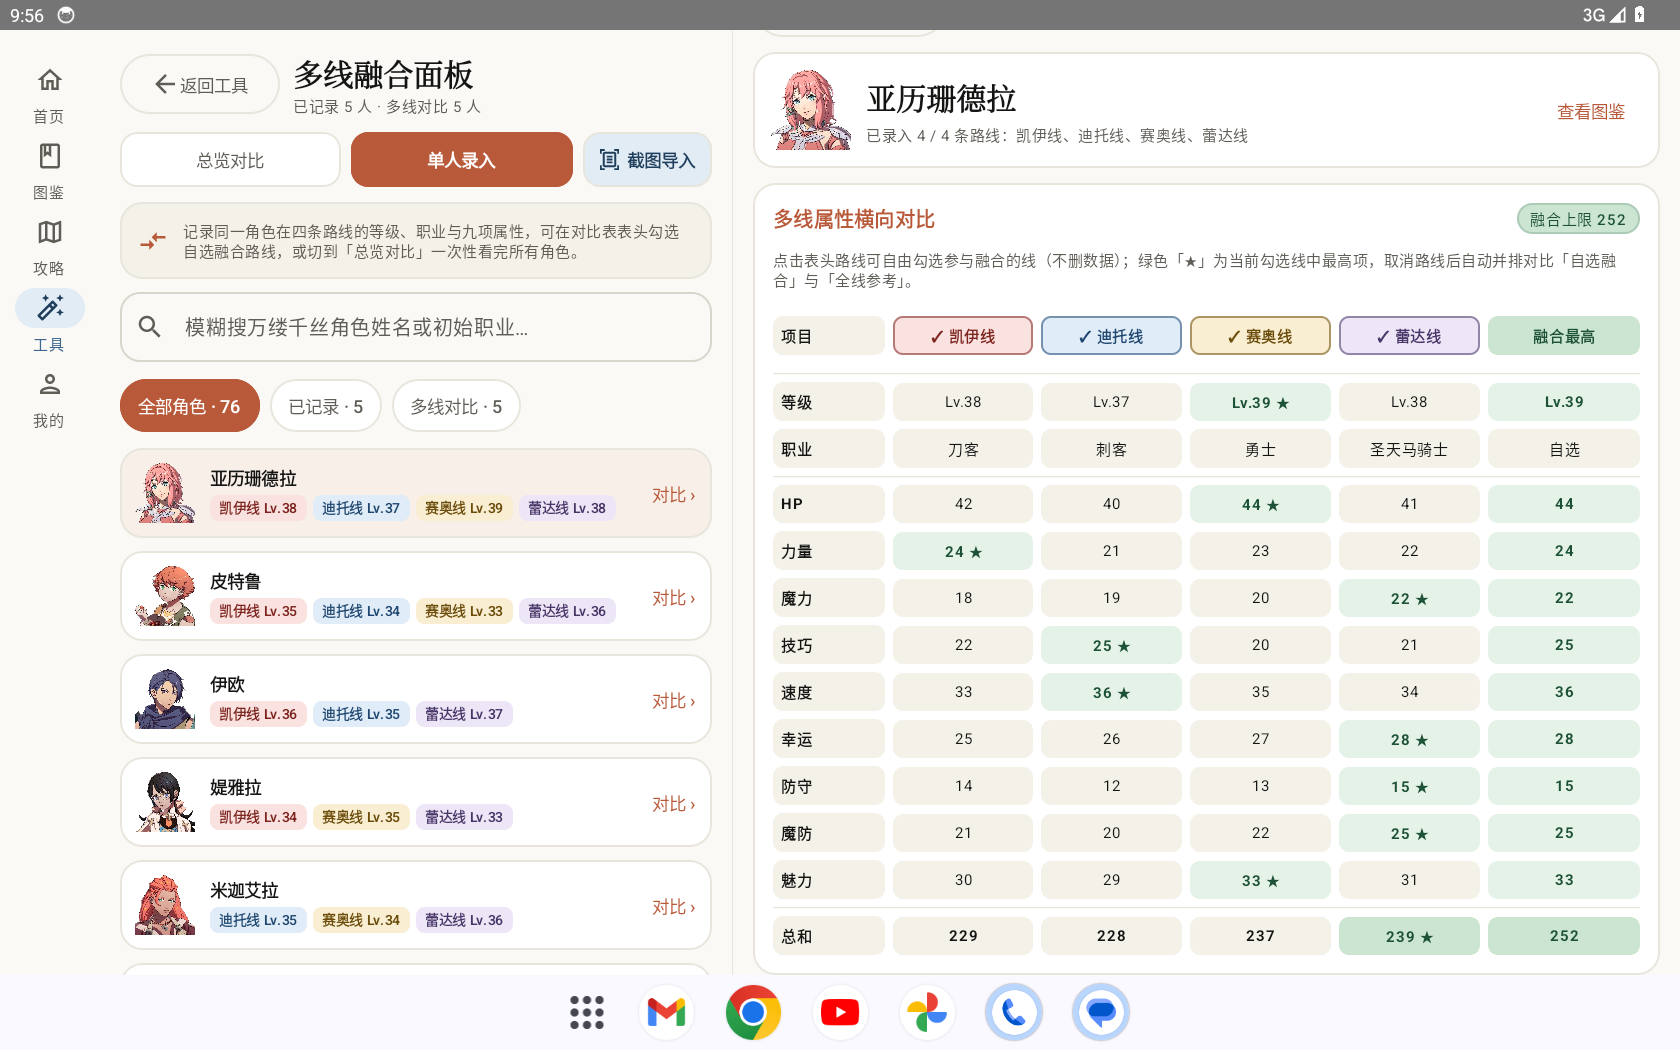 9:56
3G
首页
图鉴
攻略
工具
我的
返回工具
多线融合面板
已记录 5 人 · 多线对比 5 人
总览对比
单人录入
截图导入
记录同一角色在四条路线的等级、职业与九项属性，可在对比表表头勾选
自选融合路线，或切到「总览对比」一次性看完所有角色。
模糊搜万缕千丝角色姓名或初始职业...
全部角色 · 76
已记录 · 5
多线对比 · 5
亚历珊德拉
凯伊线 Lv.38 迪托线 Lv.37 赛奥线 Lv.39 蕾达线 Lv.38
对比 ›
皮特鲁
凯伊线 Lv.35 迪托线 Lv.34 赛奥线 Lv.33 蕾达线 Lv.36
对比 ›
伊欧
凯伊线 Lv.36 迪托线 Lv.35 蕾达线 Lv.37
对比 ›
媞雅拉
凯伊线 Lv.34 赛奥线 Lv.35 蕾达线 Lv.33
对比 ›
米迦艾拉
迪托线 Lv.35 赛奥线 Lv.34 蕾达线 Lv.36
对比 ›
亚历珊德拉
已录入 4 / 4 条路线：凯伊线、迪托线、赛奥线、蕾达线
查看图鉴
多线属性横向对比
融合上限 252
点击表头路线可自由勾选参与融合的线（不删数据）；绿色「★」为当前勾选线中最高项，取消路线后自动并排对比「自选融
合」与「全线参考」。
项目 ✓ 凯伊线 ✓ 迪托线 ✓ 赛奥线 ✓ 蕾达线 融合最高
等级 Lv.38 Lv.37 Lv.39 ★ Lv.38 Lv.39
职业 刀客 刺客 勇士 圣天马骑士 自选
HP 42 40 44 ★ 41 44
力量 24 ★ 21 23 22 24
魔力 18 19 20 22 ★ 22
技巧 22 25 ★ 20 21 25
速度 33 36 ★ 35 34 36
幸运 25 26 27 28 ★ 28
防守 14 12 13 15 ★ 15
魔防 21 20 22 25 ★ 25
魅力 30 29 33 ★ 31 33
总和 229 228 237 239 ★ 252